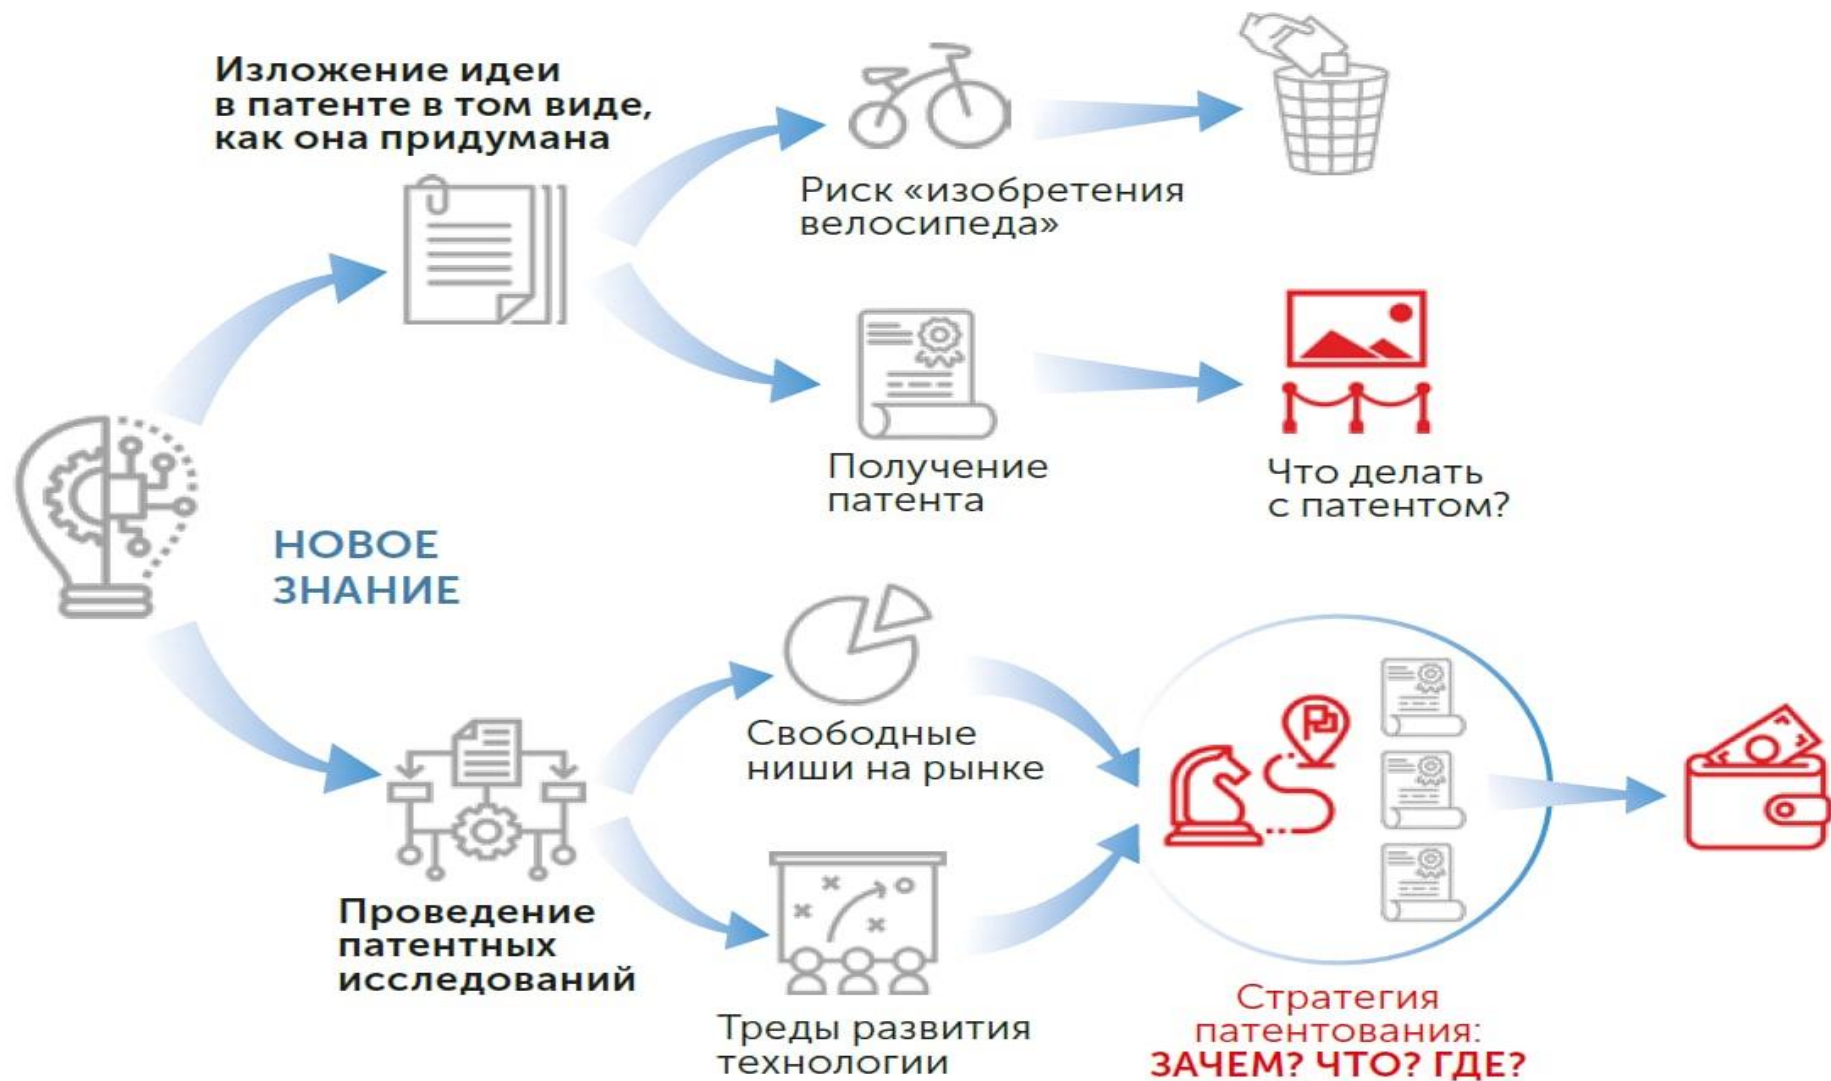 Изложение идеи
в патенте в том виде,
как она придумана
Риск «изобретения
велосипеда»
Получение
патента
Что делать
с патентом?
НОВОЕ
ЗНАНИЕ
Свободные
ниши на рынке
Проведение
патентных
исследований
Треды развития
технологии
Стратегия
патентования:
ЗАЧЕМ? ЧТО? ГДЕ?